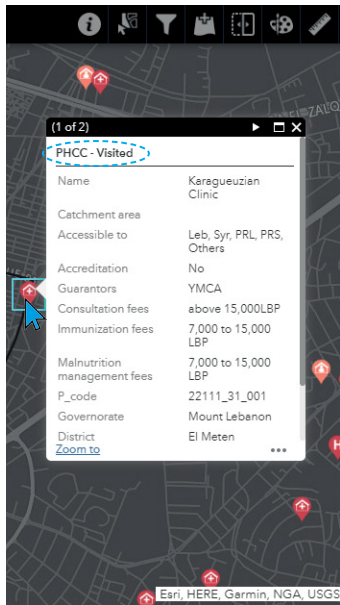 ZALQ
(1 of 2)
PHCC - Visited
Name Karagueuzian
Clinic
Catchment area
Accessible to Leb, Syr, PRL, PRS,
Others
Accreditation No
Guarantors YMCA
Consultation fees above 15,000LBP
Immunization fees 7,000 to 15,000
LBP
Malnutrition 7,000 to 15,000
management fees LBP
P_code 22111_31_001
Governorate Mount Lebanon
District El Meten
Zoom to
Esri, HERE, Garmin, NGA, USGS